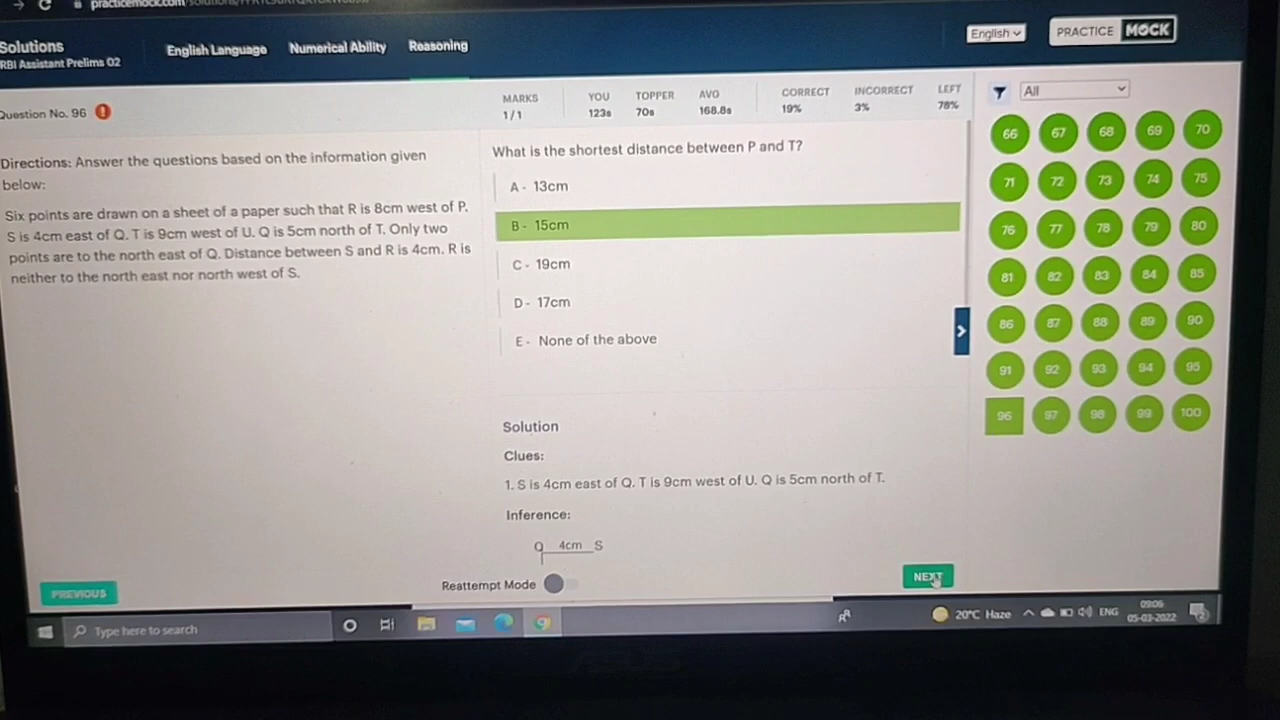 practicemock.com
Solutions
RBI Assistant Prelims 02
English Language
Numerical Ability
Reasoning
English
PRACTICE MOCK
Question No. 96
MARKS
1/1
YOU
123s
TOPPER
70s
AVG
168.8s
CORRECT
19%
INCORRECT
3%
LEFT
78%
All
Directions: Answer the questions based on the information given
below:
Six points are drawn on a sheet of a paper such that R is 8cm west of P.
S is 4cm east of Q. T is 9cm west of U. Q is 5cm north of T. Only two
points are to the north east of Q. Distance between S and R is 4cm. R is
neither to the north east nor north west of S.
What is the shortest distance between P and T?
A - 13cm
B - 15cm
C - 19cm
D - 17cm
E - None of the above
Solution
Clues:
1. S is 4cm east of Q. T is 9cm west of U. Q is 5cm north of T.
Inference:
Q 4cm S
66 67 68 69 70
71 72 73 74 75
76 77 78 79 80
81 82 83 84 85
86 87 88 89 90
91 92 93 94 95
96 97 98 99 100
PREVIOUS
Reattempt Mode
NEXT
Type here to search
20°C Haze
ENG
09:06
05-03-2022